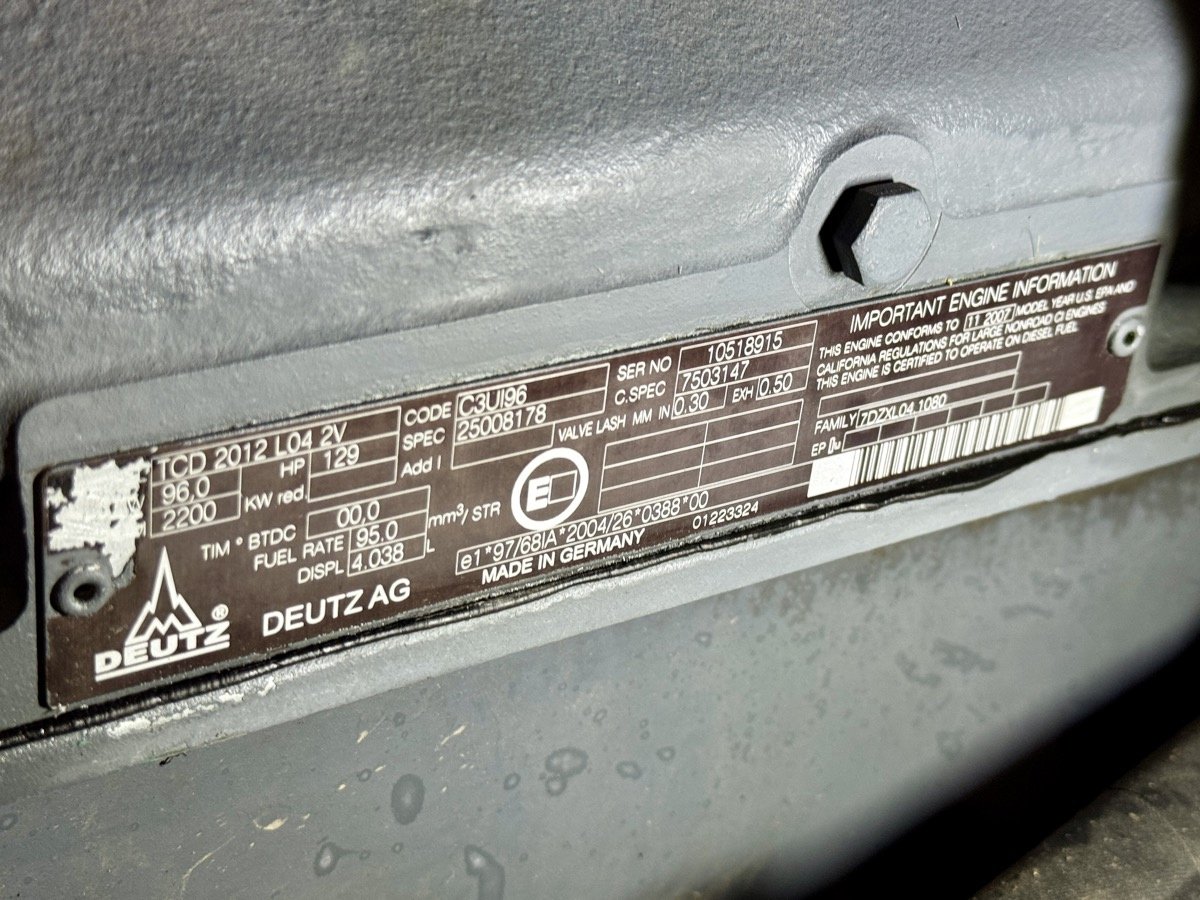 TCD 2012 L04 2V
96,0 HP 129
2200 KW red.
TIM ° BTDC 00,0
FUEL RATE 95.0 mm³/STR
DISPL 4.038 L
DEUTZ®
DEUTZ AG
CODE C3UI96
SPEC 25008178
Add I
SER NO 10518915
C.SPEC 7503147
VALVE LASH MM IN 0.30 EXH 0.50
E
e1*97/68IA*2004/26*0388*00
MADE IN GERMANY
01223324
IMPORTANT ENGINE INFORMATION
THIS ENGINE CONFORMS TO 11 2007 MODEL YEAR U.S. EPA AND
CALIFORNIA REGULATIONS FOR LARGE NONROAD CI ENGINES
THIS ENGINE IS CERTIFIED TO OPERATE ON DIESEL FUEL
FAMILY 7DZXL04.1080
EP